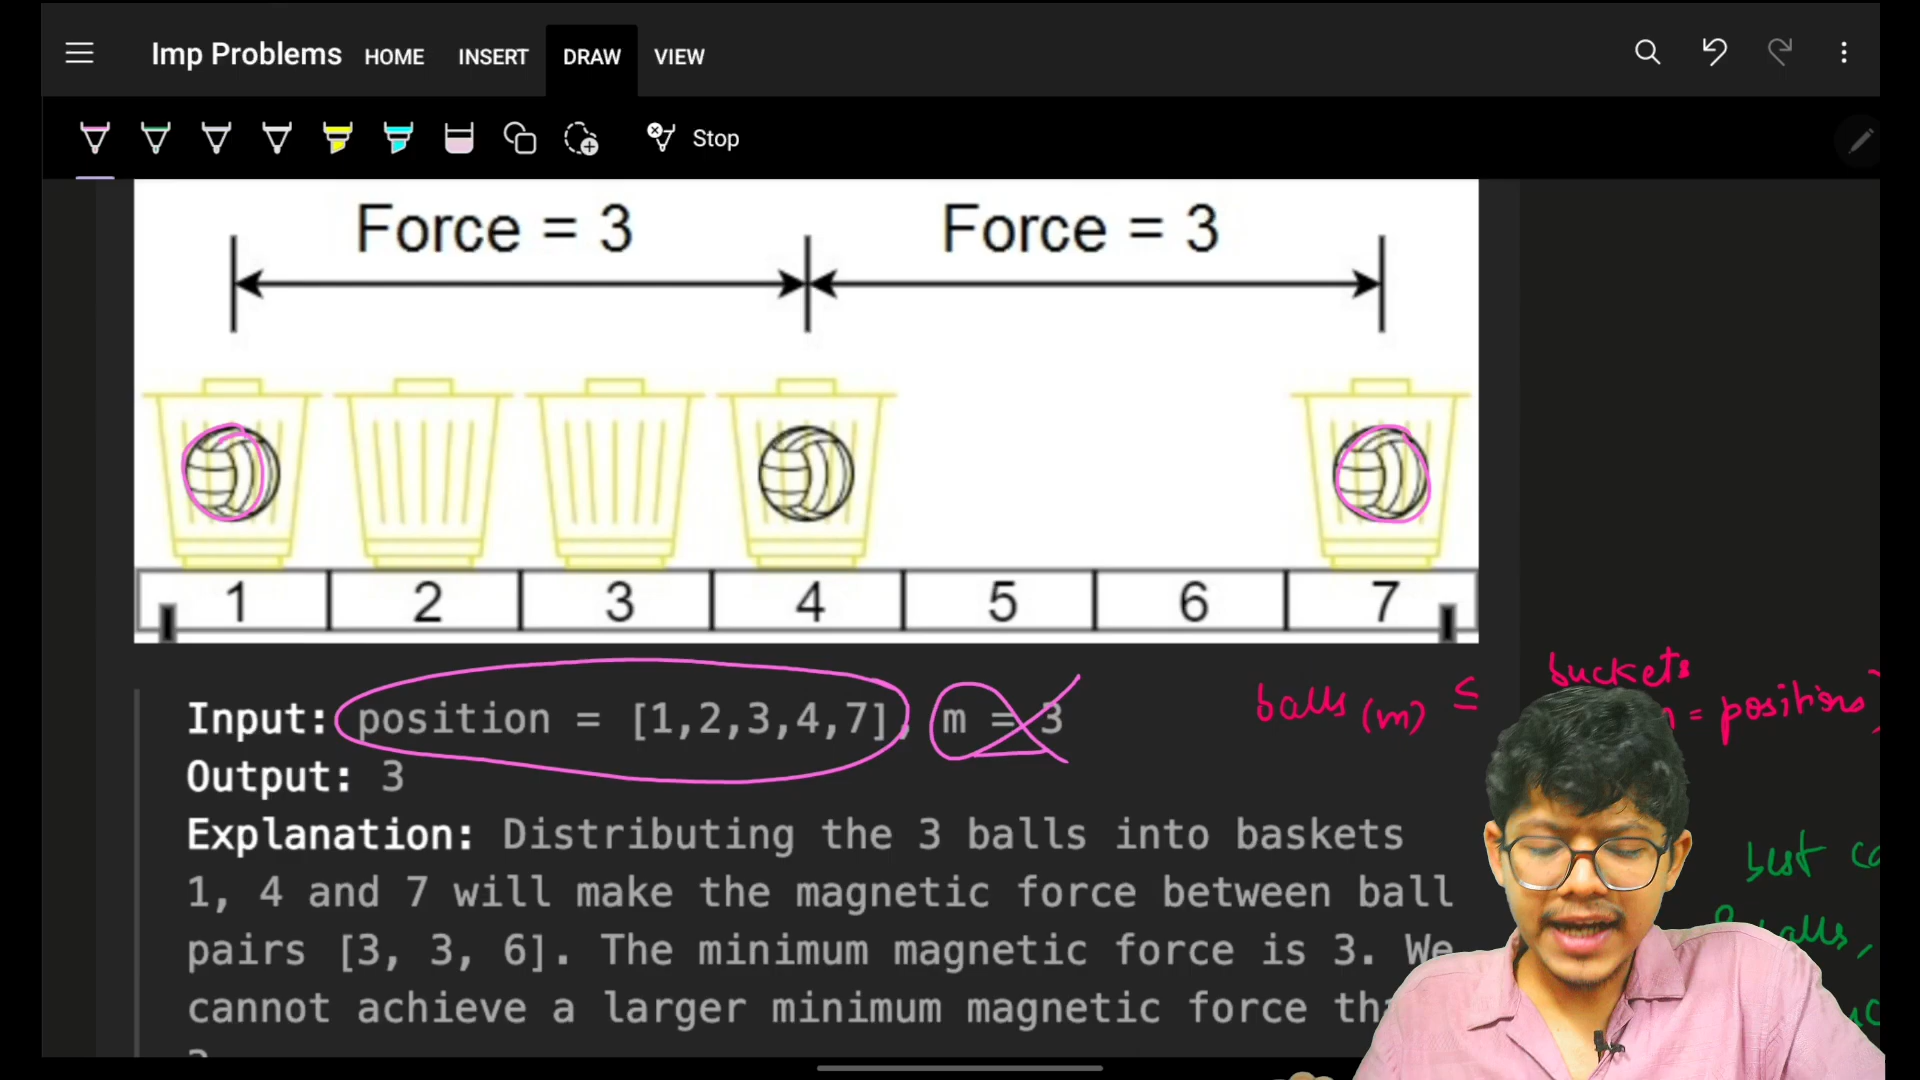 Imp Problems HOME INSERT DRAW VIEW
Stop
Force = 3 Force = 3
1 2 3 4 5 6 7
Input: position = [1,2,3,4,7], m = 3
Output: 3
Explanation: Distributing the 3 balls into baskets
1, 4 and 7 will make the magnetic force between ball
pairs [3, 3, 6]. The minimum magnetic force is 3. We
cannot achieve a larger minimum magnetic force
buckets
balls (m) ≤ = positions
best
balls,